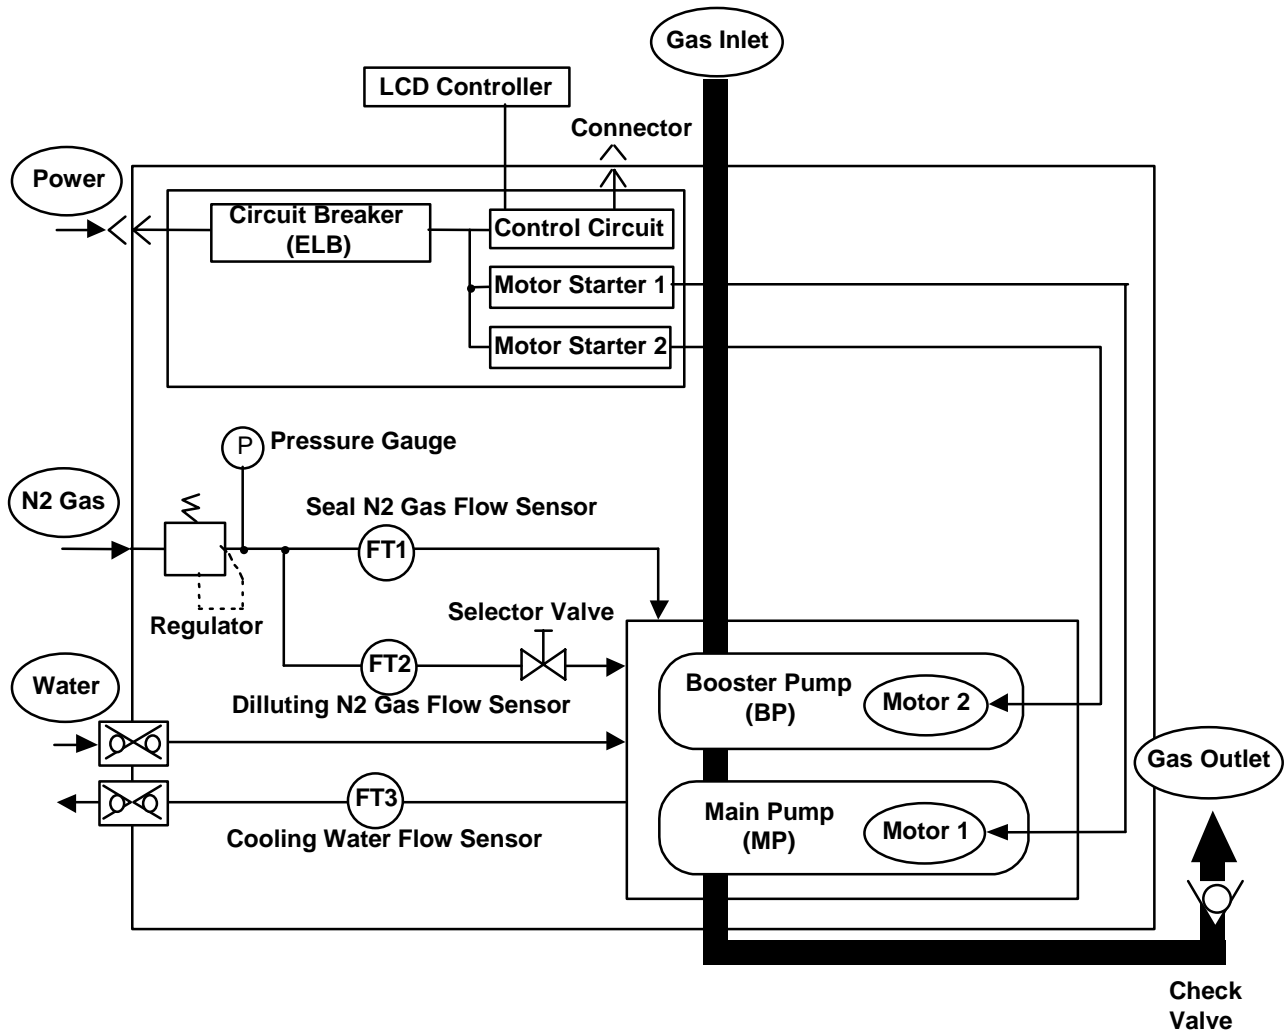 Gas Inlet
LCD Controller
Connector
Power
Circuit Breaker
(ELB)
Control Circuit
Motor Starter 1
Motor Starter 2
P
Pressure Gauge
N2 Gas
Seal N2 Gas Flow Sensor
FT1
Regulator
Selector Valve
FT2
Dilluting N2 Gas Flow Sensor
Water
Booster Pump
(BP)
Motor 2
Gas Outlet
FT3
Cooling Water Flow Sensor
Main Pump
(MP)
Motor 1
Check
Valve